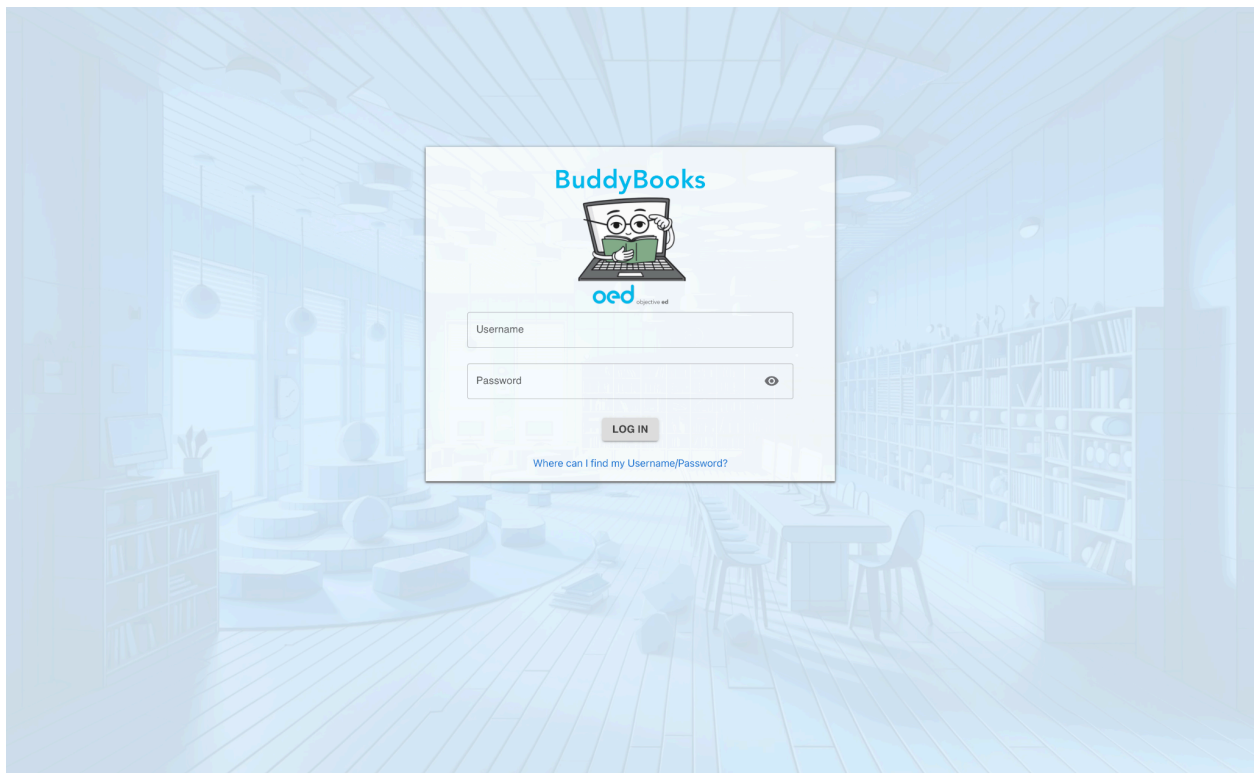 BuddyBooks
oed objective ed
Username
Password
LOG IN
Where can I find my Username/Password?